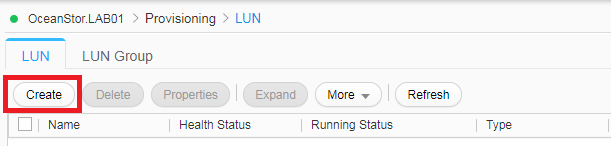 OceanStor.LAB01 > Provisioning > LUN
LUN LUN Group
Create Delete Properties Expand More Refresh
Name Health Status Running Status Type